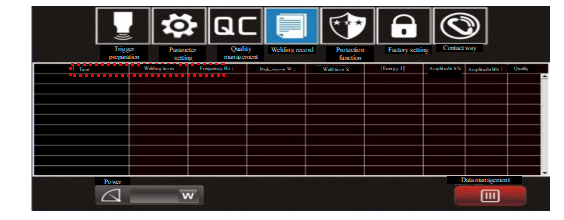 QC
Trigger preparation
Parameter setting
Quality management
Welding record
Protection function
Factory setting
Contact way
Time
Welding mode
Frequency Hz
Peak power W
Weld time S
Energy J
Amplitude A%
Amplitude B%
Quality
Power
W
Data management